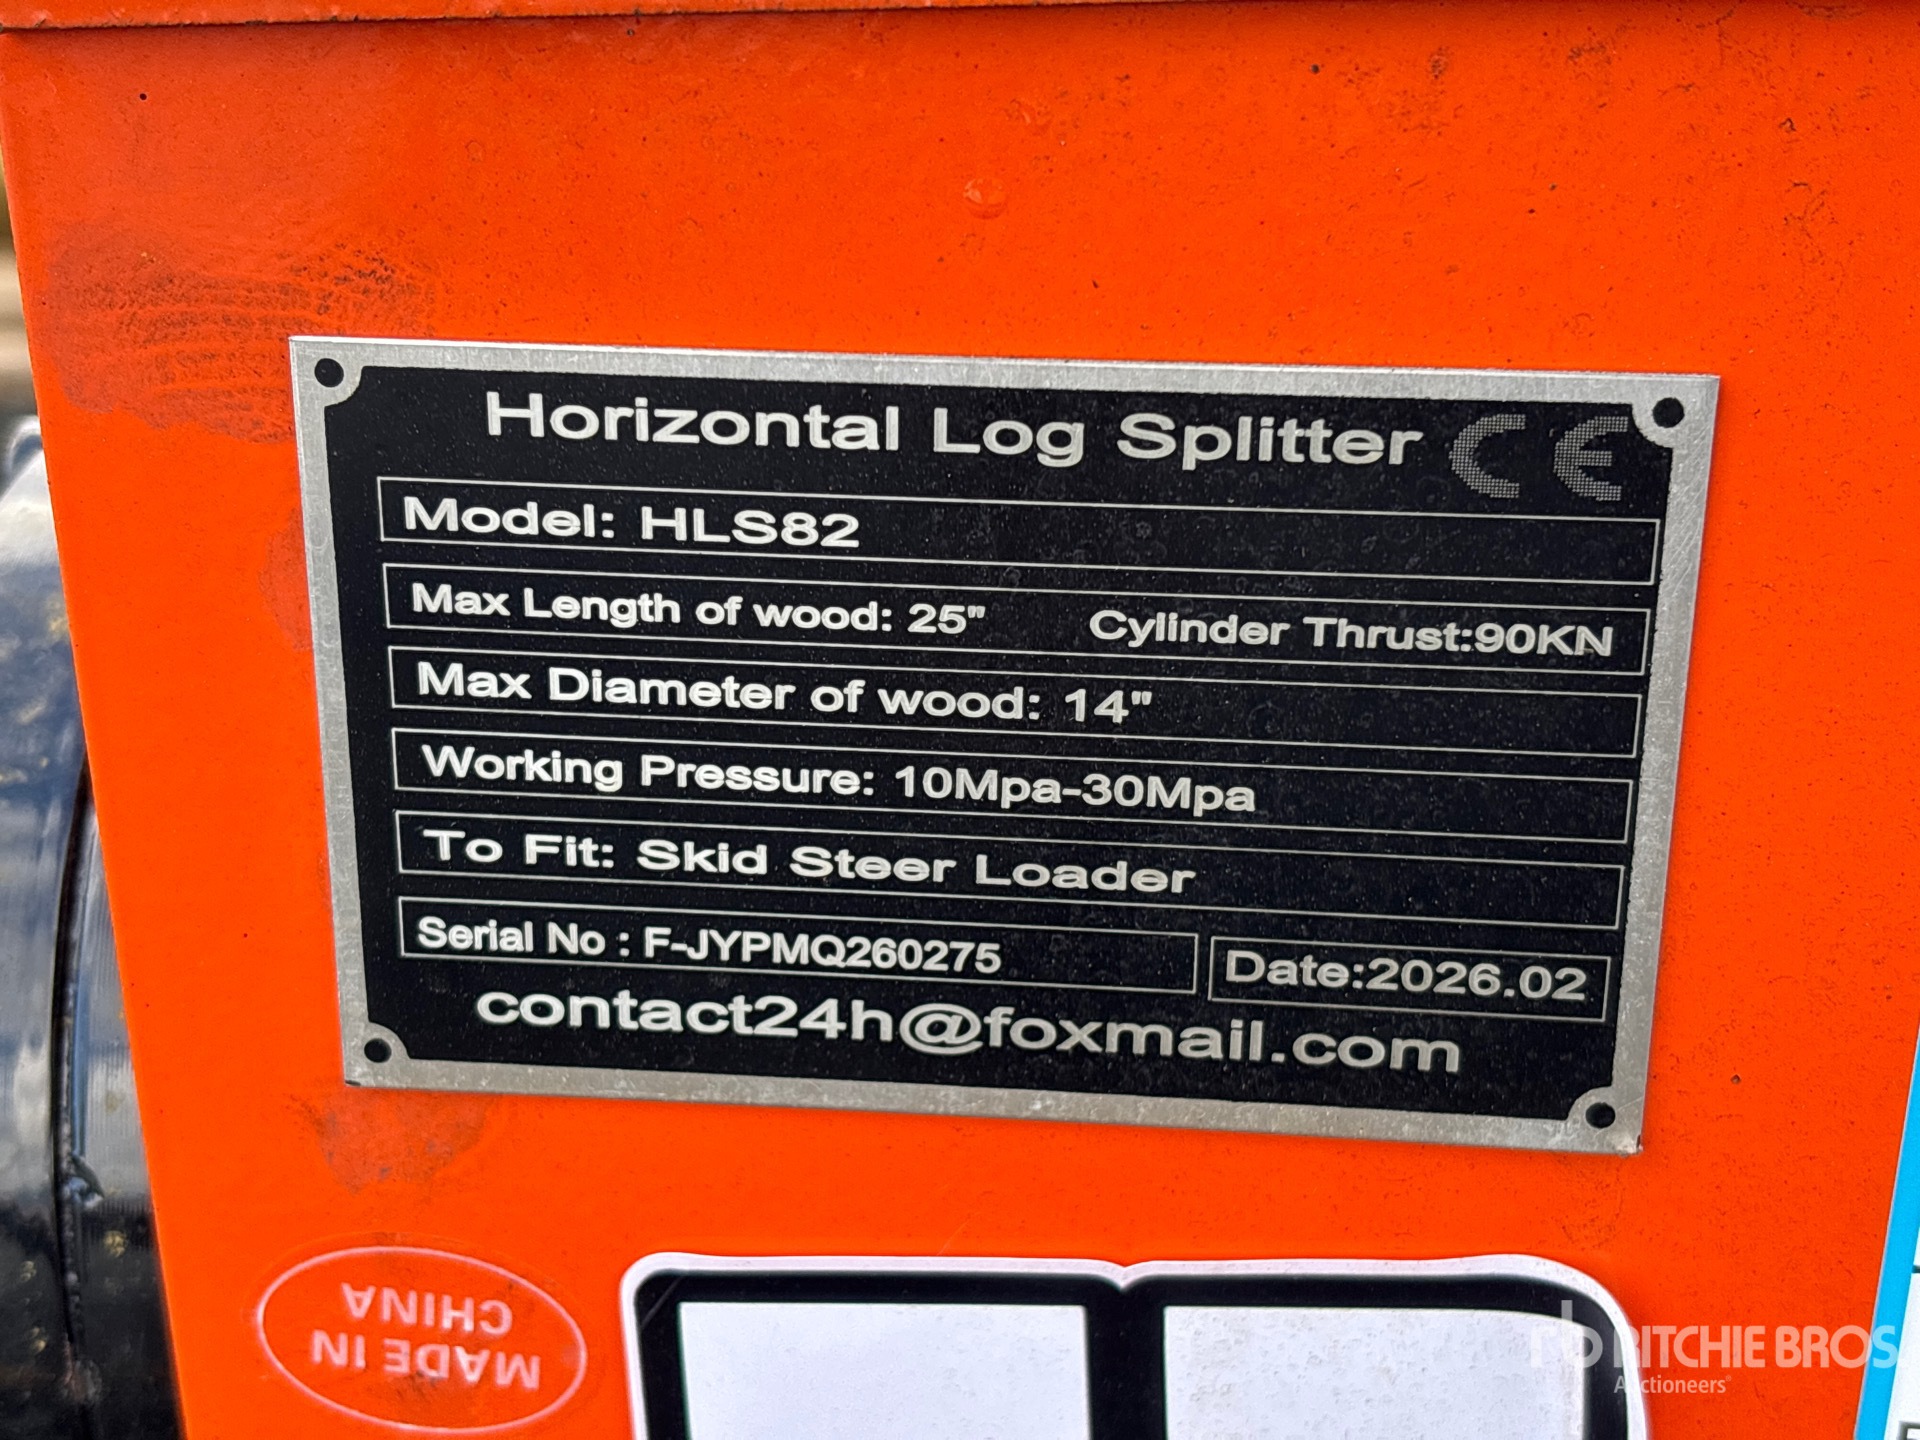 Horizontal Log Splitter CE
Model: HLS82
Max Length of wood: 25" Cylinder Thrust:90KN
Max Diameter of wood: 14"
Working Pressure: 10Mpa-30Mpa
To Fit: Skid Steer Loader
Serial No : F-JYPMQ260275 Date:2026.02
contact24h@foxmail.com
MADE IN
CHINA
rb RITCHIE BROS
Auctioneers